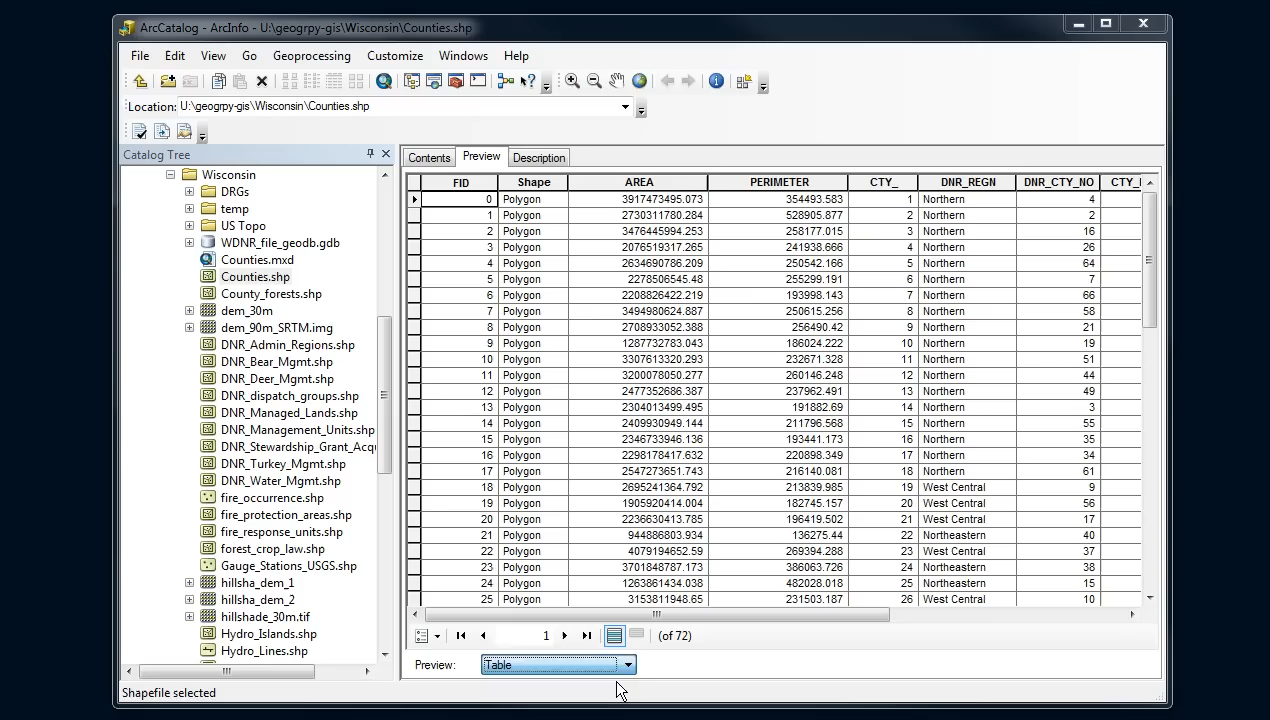 ArcCatalog - ArcInfo - U:\geogrpy-gis\Wisconsin\Counties.shp
File Edit View Go Geoprocessing Customize Windows Help
Location: U:\geogrpy-gis\Wisconsin\Counties.shp
Catalog Tree
Wisconsin
DRGs
temp
US Topo
WDNR_file_geodb.gdb
Counties.mxd
Counties.shp
County_forests.shp
dem_30m
dem_90m_SRTM.img
DNR_Admin_Regions.shp
DNR_Bear_Mgmt.shp
DNR_Deer_Mgmt.shp
DNR_dispatch_groups.shp
DNR_Managed_Lands.shp
DNR_Management_Units.shp
DNR_Stewardship_Grant_Acqu
DNR_Turkey_Mgmt.shp
DNR_Water_Mgmt.shp
fire_occurrence.shp
fire_protection_areas.shp
fire_response_units.shp
forest_crop_law.shp
Gauge_Stations_USGS.shp
hillsha_dem_1
hillsha_dem_2
hillshade_30m.tif
Hydro_Islands.shp
Hydro_Lines.shp
Contents Preview Description
FID Shape AREA PERIMETER CTY_ DNR_REGN DNR_CTY_NO
0 Polygon 3917473495.073 354493.583 1 Northern 4
1 Polygon 2730311780.284 528905.877 2 Northern 2
2 Polygon 3476445994.253 258177.015 3 Northern 16
3 Polygon 2076519317.265 241938.666 4 Northern 26
4 Polygon 2634690786.209 250542.166 5 Northern 64
5 Polygon 2278506545.48 255299.191 6 Northern 7
6 Polygon 2208826422.219 193998.143 7 Northern 66
7 Polygon 3494980624.887 250615.256 8 Northern 58
8 Polygon 2708933052.388 256490.42 9 Northern 21
9 Polygon 1287732783.043 186024.222 10 Northern 19
10 Polygon 3307613320.293 232671.328 11 Northern 51
11 Polygon 3200078050.277 260146.248 12 Northern 44
12 Polygon 2477352686.387 237962.491 13 Northern 49
13 Polygon 2304013499.495 191882.69 14 Northern 3
14 Polygon 2409930949.144 211796.568 15 Northern 55
15 Polygon 2346733946.136 193441.173 16 Northern 35
16 Polygon 2298178417.632 220898.349 17 Northern 34
17 Polygon 2547273651.743 216140.081 18 Northern 61
18 Polygon 2695241364.792 213839.985 19 West Central 9
19 Polygon 1905920414.004 182745.157 20 West Central 56
20 Polygon 2236630413.785 196419.502 21 West Central 17
21 Polygon 944886803.934 136275.44 22 Northeastern 40
22 Polygon 4079194652.59 269394.288 23 West Central 37
23 Polygon 3701848787.173 386063.726 24 Northeastern 38
24 Polygon 1263861434.038 482028.018 25 Northeastern 15
25 Polygon 3153811948.65 231503.187 26 West Central 10
1 (of 72)
Preview: Table
Shapefile selected